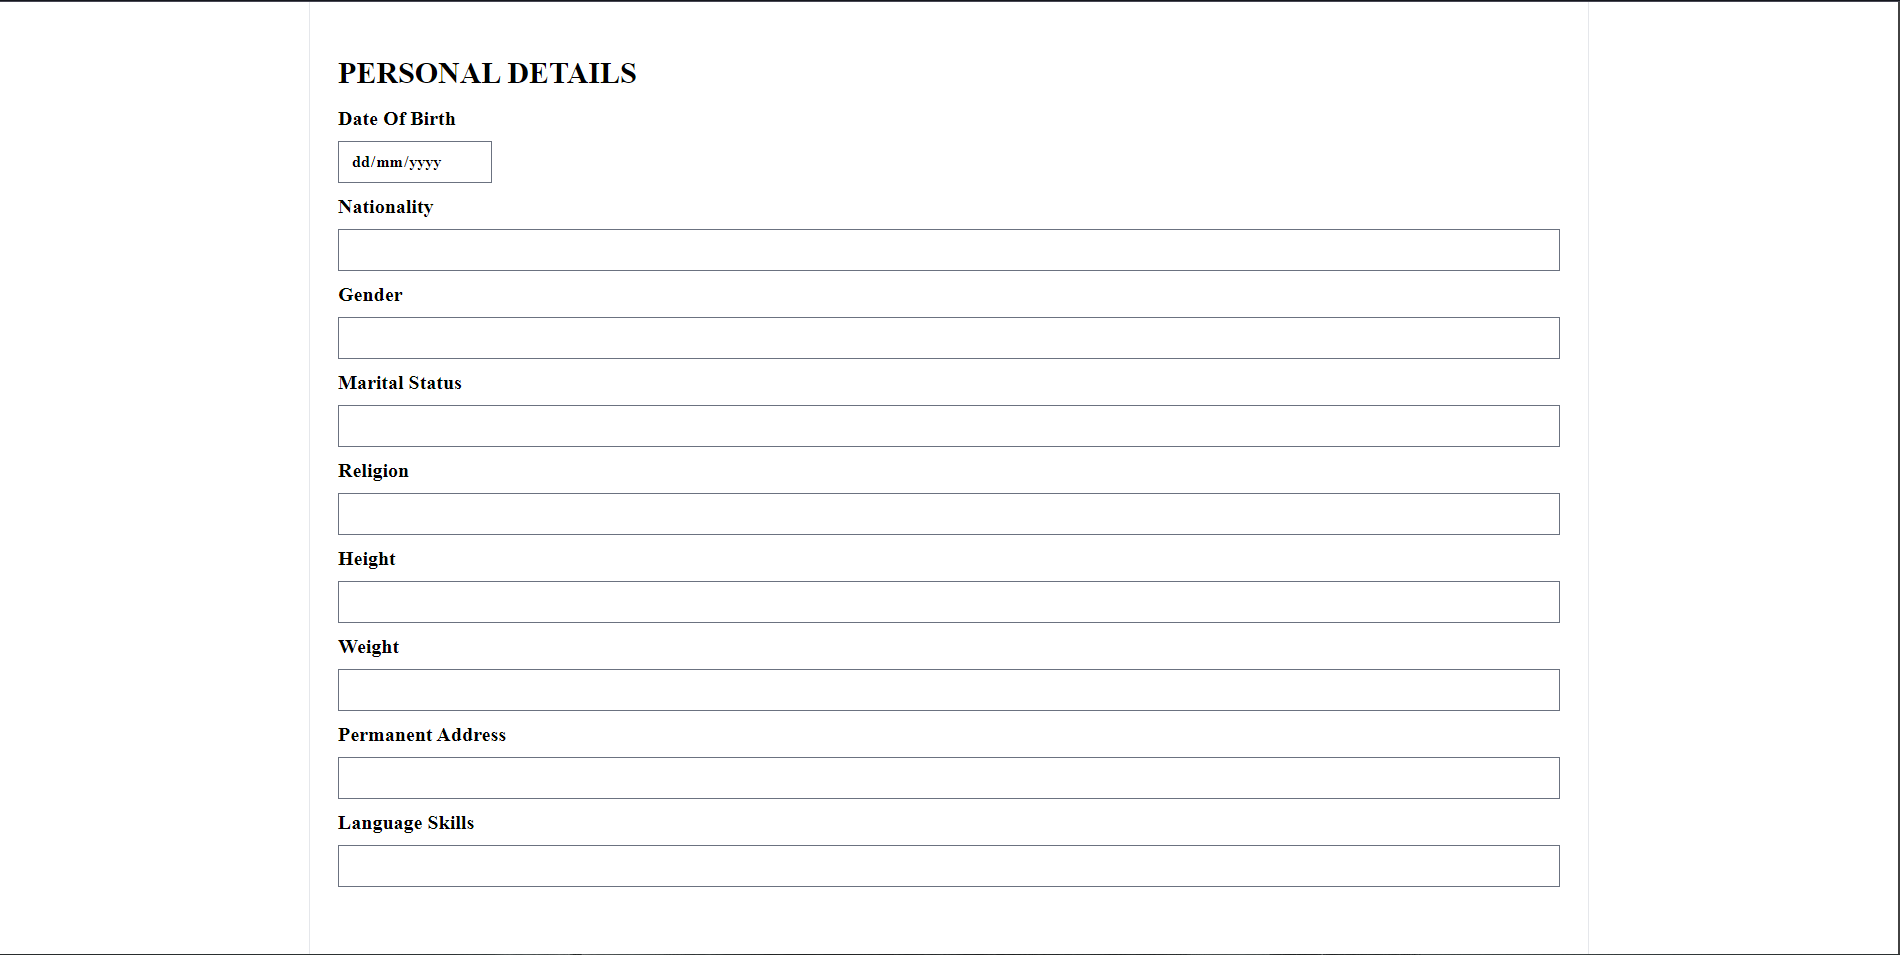 PERSONAL DETAILS
Date Of Birth
dd/mm/yyyy
Nationality
Gender
Marital Status
Religion
Height
Weight
Permanent Address
Language Skills